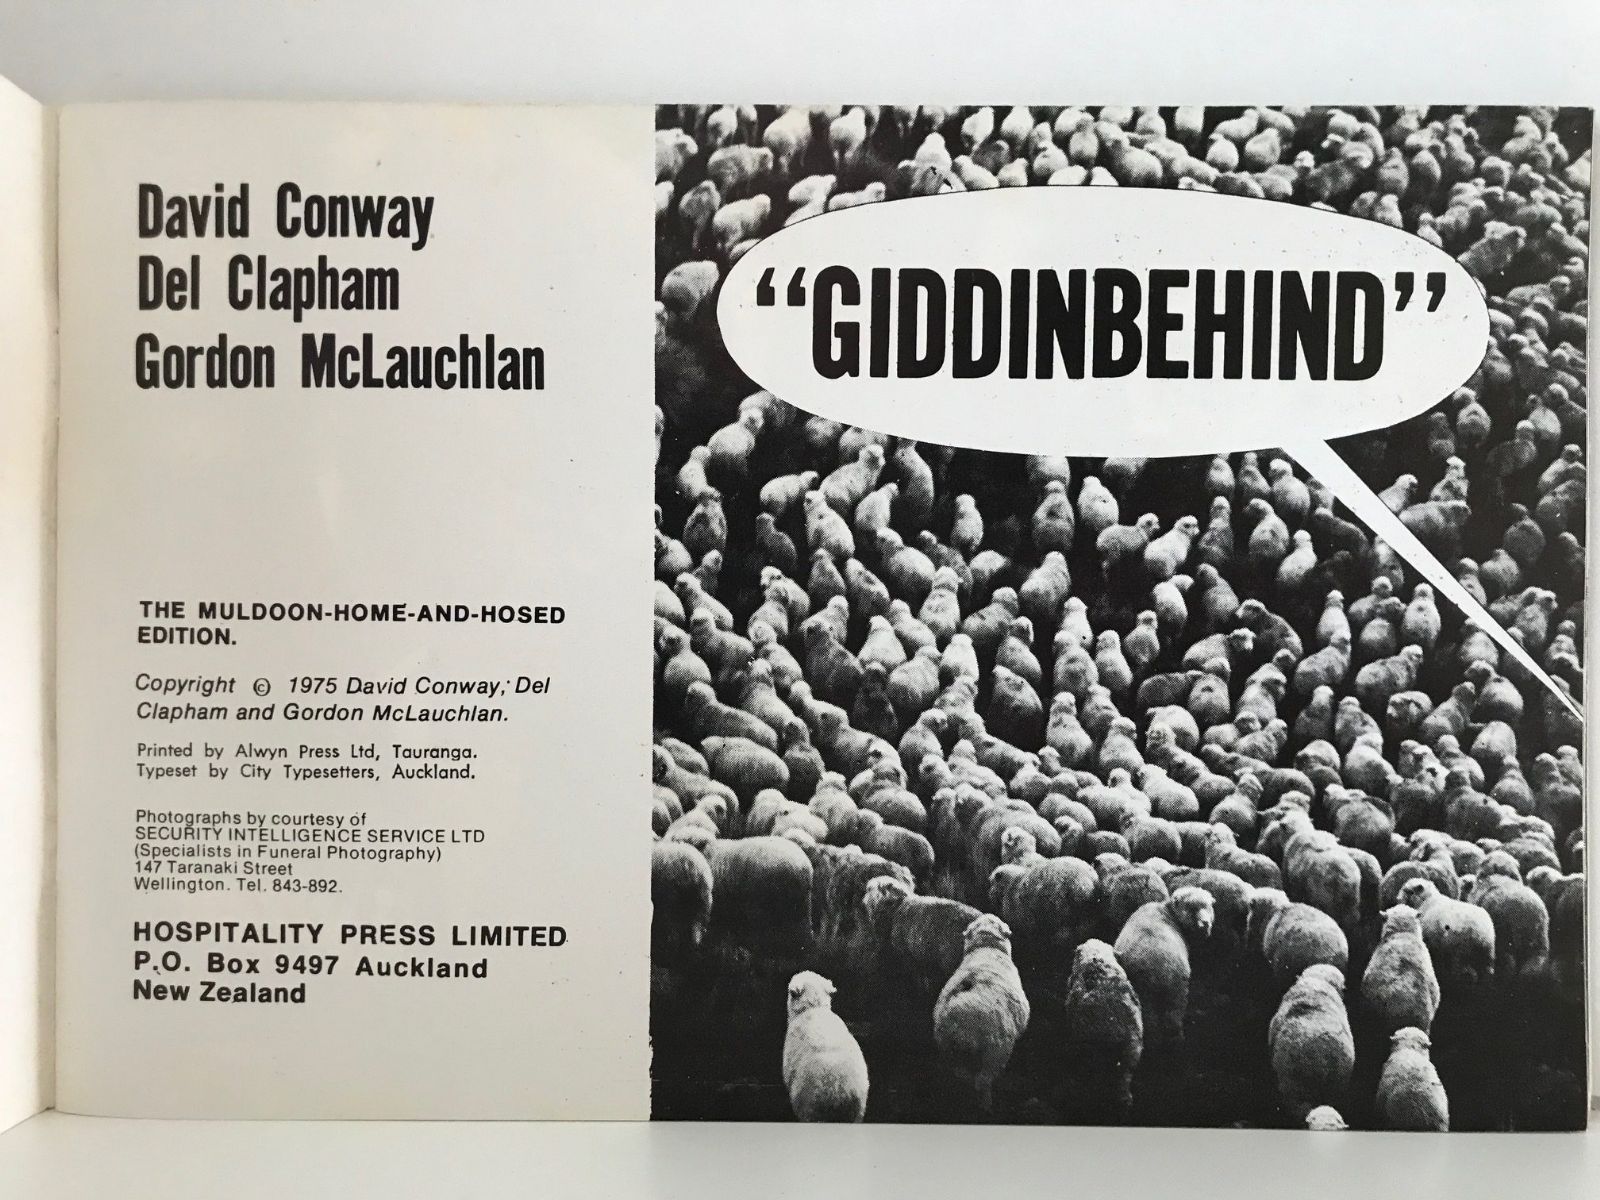 David Conway
Del Clapham
Gordon McLauchlan
THE MULDOON-HOME-AND-HOSED
EDITION.
Copyright © 1975 David Conway, Del
Clapham and Gordon McLauchlan.
Printed by Alwyn Press Ltd, Tauranga.
Typeset by City Typesetters, Auckland.
Photographs by courtesy of
SECURITY INTELLIGENCE SERVICE LTD
(Specialists in Funeral Photography)
147 Taranaki Street
Wellington. Tel. 843-892.
HOSPITALITY PRESS LIMITED
P.O. Box 9497 Auckland
New Zealand
“GIDDINBEHIND”